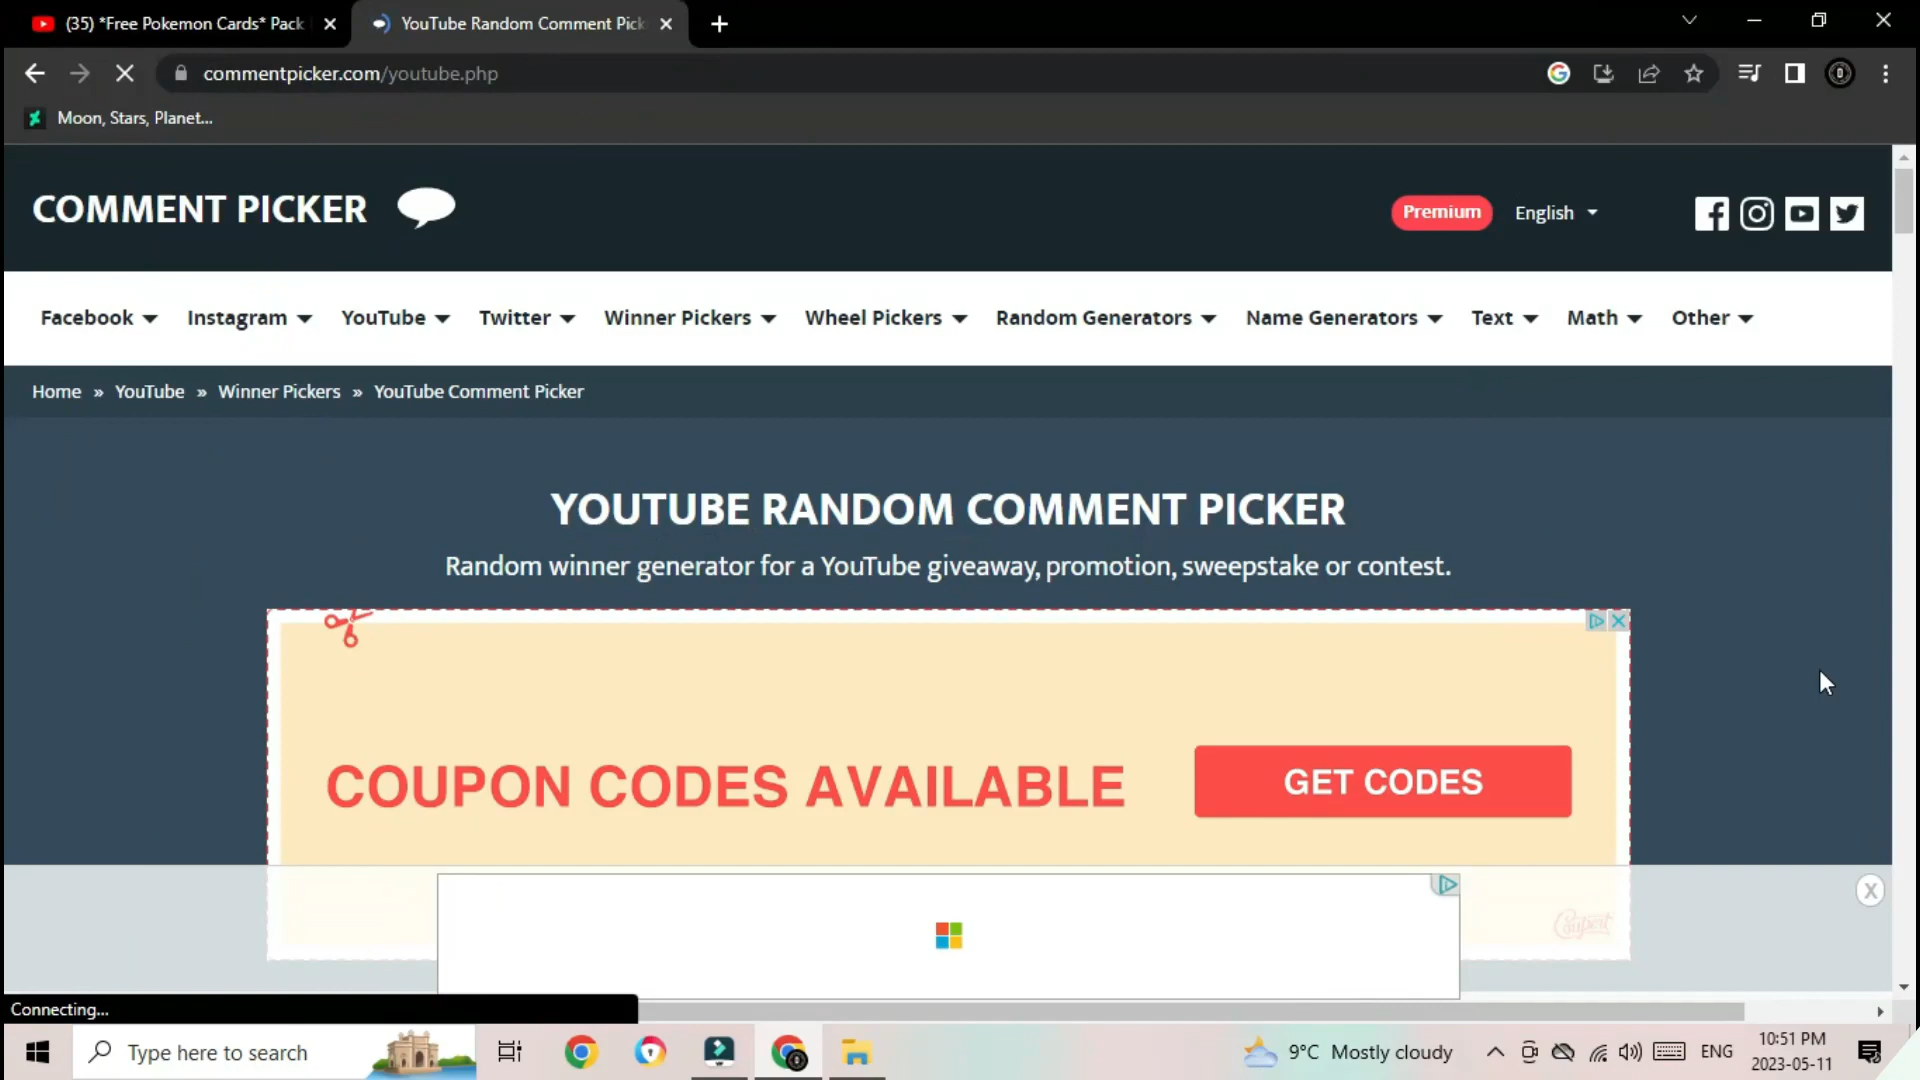 (35) *Free Pokemon Cards* Pack
YouTube Random Comment Pick
commentpicker.com/youtube.php
Moon, Stars, Planet...
COMMENT PICKER
Premium
English
Facebook
Instagram
YouTube
Twitter
Winner Pickers
Wheel Pickers
Random Generators
Name Generators
Text
Math
Other
Home » YouTube » Winner Pickers » YouTube Comment Picker
YOUTUBE RANDOM COMMENT PICKER
Random winner generator for a YouTube giveaway, promotion, sweepstake or contest.
COUPON CODES AVAILABLE
GET CODES
Coupert
X
Connecting...
Type here to search
9°C Mostly cloudy
ENG
10:51 PM
2023-05-11